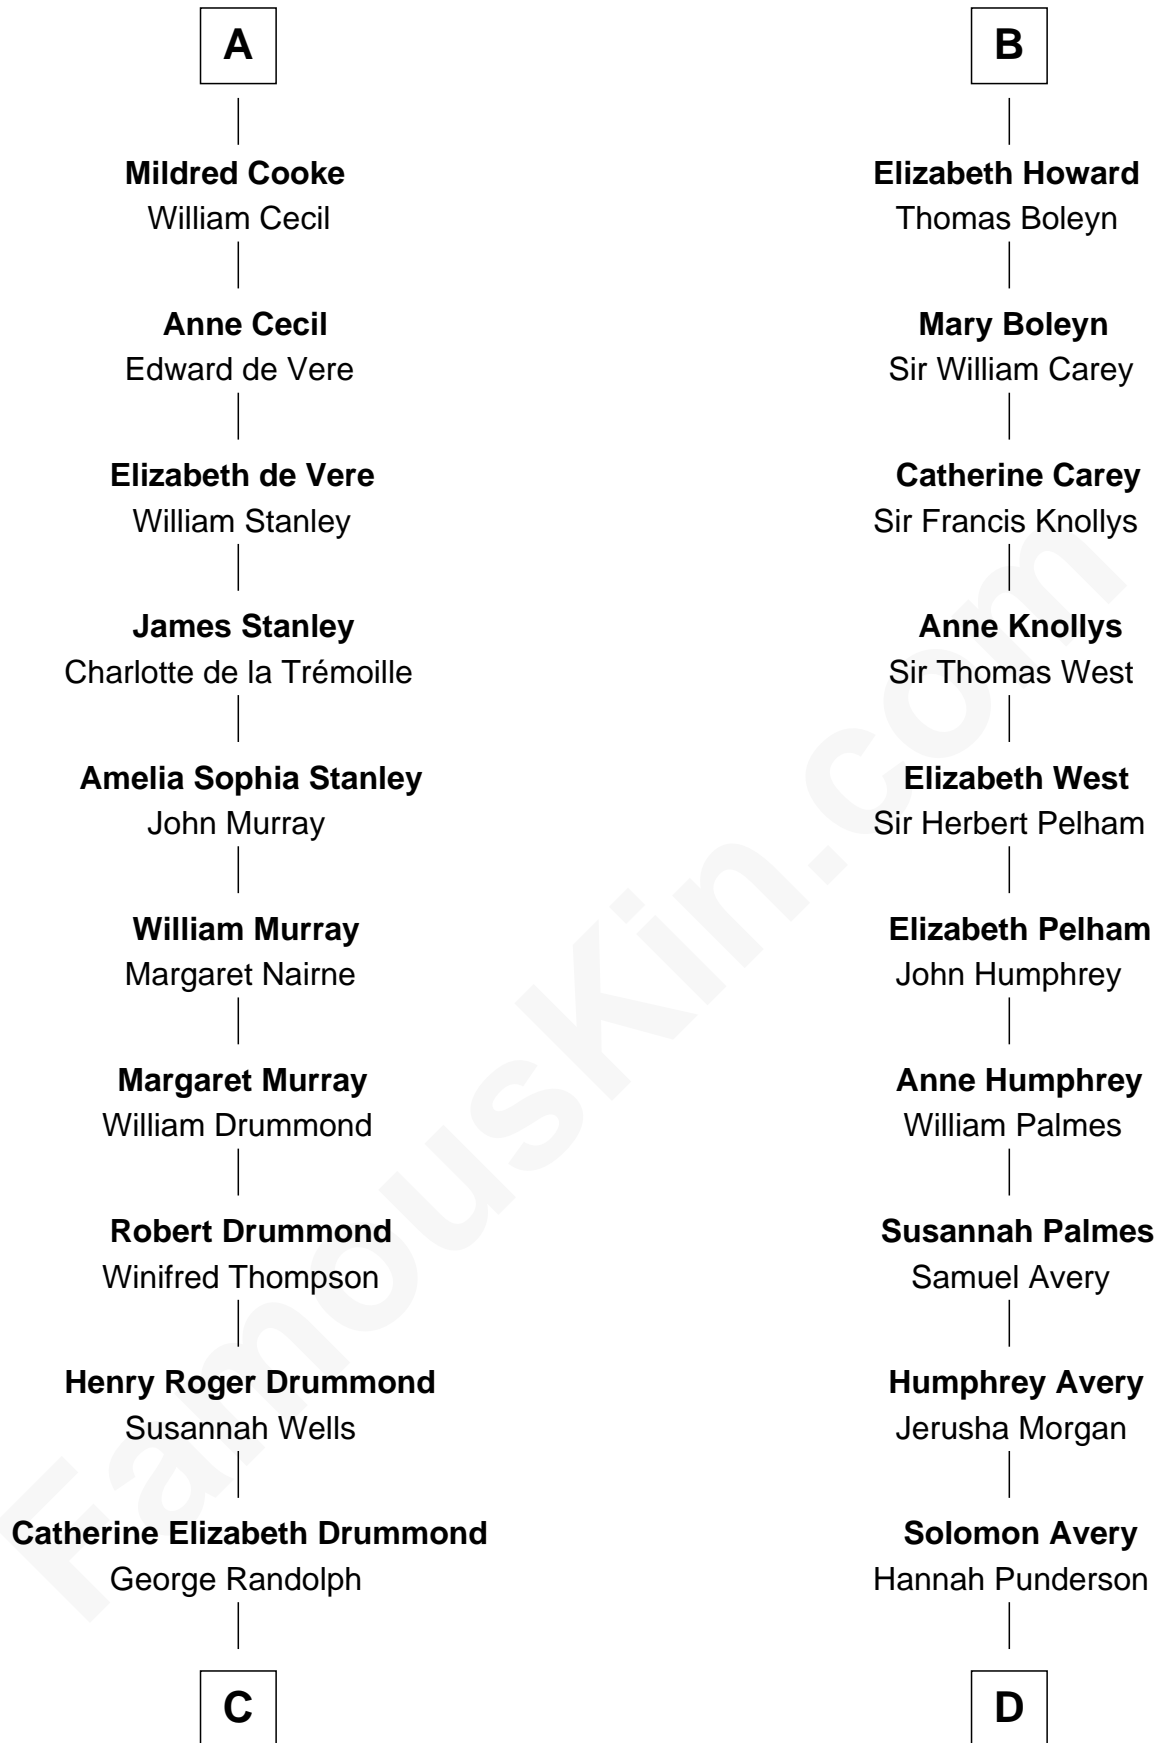 A
Mildred Cooke
William Cecil
Anne Cecil
Edward de Vere
Elizabeth de Vere
William Stanley
James Stanley
Charlotte de la Trémoille
Amelia Sophia Stanley
John Murray
William Murray
Margaret Nairne
Margaret Murray
William Drummond
Robert Drummond
Winifred Thompson
Henry Roger Drummond
Susannah Wells
Catherine Elizabeth Drummond
George Randolph
C
B
Elizabeth Howard
Thomas Boleyn
Mary Boleyn
Sir William Carey
Catherine Carey
Sir Francis Knollys
Anne Knollys
Sir Thomas West
Elizabeth West
Sir Herbert Pelham
Elizabeth Pelham
John Humphrey
Anne Humphrey
William Palmes
Susannah Palmes
Samuel Avery
Humphrey Avery
Jerusha Morgan
Solomon Avery
Hannah Punderson
D
FamousKin.com